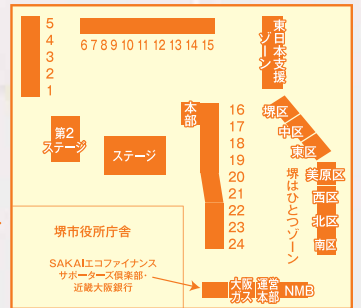 5
4
3
2
1
6 7 8 9 10 11 12 13 14 15
東日本支援
ゾーン
本部
16
17
18
19
20
21
22
23
24
堺区
中区
東区
美原区
西区
北区
南区
堺はひとつゾーン
第2
ステージ
ステージ
堺市役所庁舎
SAKAIエコファイナンス
サポーターズ倶楽部・
近畿大阪銀行
大阪
ガス
運営
本部
NMB